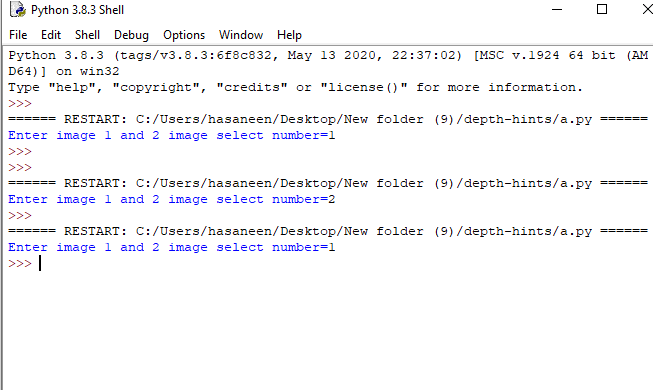 Python 3.8.3 Shell
File Edit Shell Debug Options Window Help
Python 3.8.3 (tags/v3.8.3:6f8c832, May 13 2020, 22:37:02) [MSC v.1924 64 bit (AM
D64)] on win32
Type "help", "copyright", "credits" or "license()" for more information.
>>>
====== RESTART: C:/Users/hasaneen/Desktop/New folder (9)/depth-hints/a.py ======
Enter image 1 and 2 image select number=1
>>>
>>>
====== RESTART: C:/Users/hasaneen/Desktop/New folder (9)/depth-hints/a.py ======
Enter image 1 and 2 image select number=2
>>>
====== RESTART: C:/Users/hasaneen/Desktop/New folder (9)/depth-hints/a.py ======
Enter image 1 and 2 image select number=1
>>>